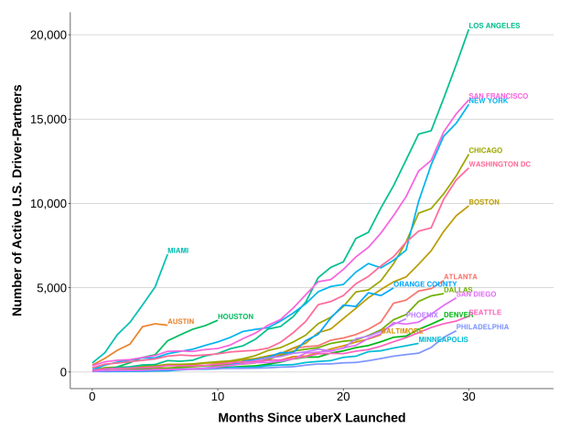 LOS ANGELES
20,000
SAN FRANCISCO
NEW YORK
15,000
CHICAGO
WASHINGTON DC
BOSTON
10,000
MIAMI
ATLANTA
ORANGE COUNTY
DALLAS
SAN DIEGO
5,000
HOUSTON
PHOENIX
DENVER
SEATTLE
AUSTIN
BALTIMORE
PHILADELPHIA
MINNEAPOLIS
0
0
10
20
30
Months Since uberX Launched
Number of Active U.S. Driver-Partners